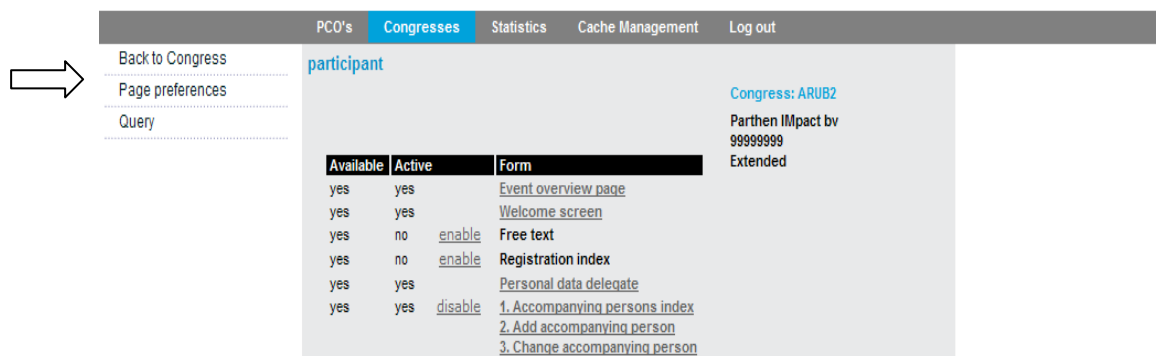 PCO's Congresses Statistics Cache Management Log out
Back to Congress
Page preferences
Query
participant
Congress: ARUB2
Parthen IMpact bv
99999999
Extended
Available Active Form
yes yes Event overview page
yes yes Welcome screen
yes no enable Free text
yes no enable Registration index
yes yes Personal data delegate
yes yes disable 1. Accompanying persons index
2. Add accompanying person
3. Change accompanying person